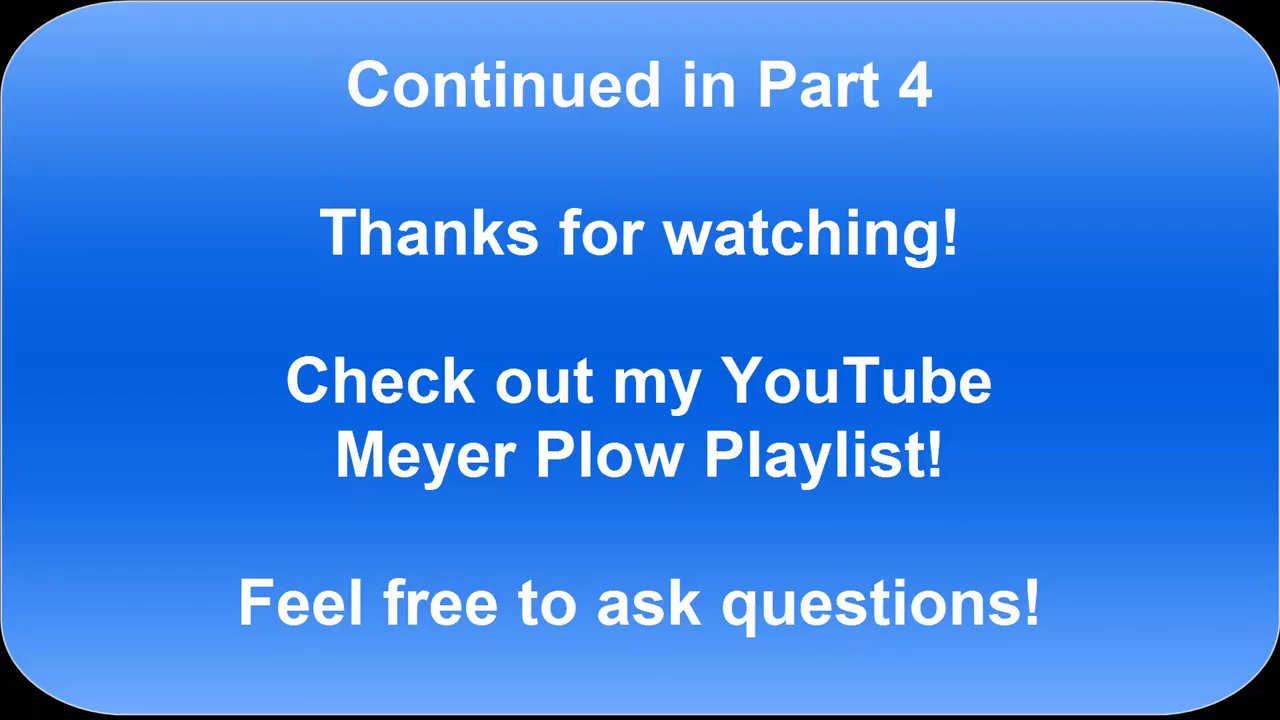 Continued in Part 4
Thanks for watching!
Check out my YouTube
Meyer Plow Playlist!
Feel free to ask questions!